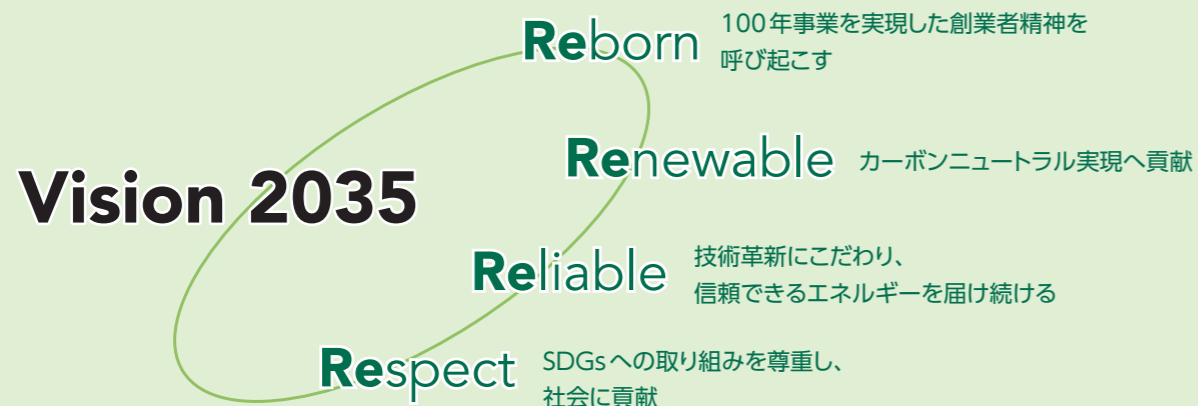 Reborn
100年事業を実現した創業者精神を
呼び起こす
Renewable
カーボンニュートラル実現へ貢献
Vision 2035
Reliable
技術革新にこだわり、
信頼できるエネルギーを届け続ける
Respect
SDGsへの取り組みを尊重し、
社会に貢献